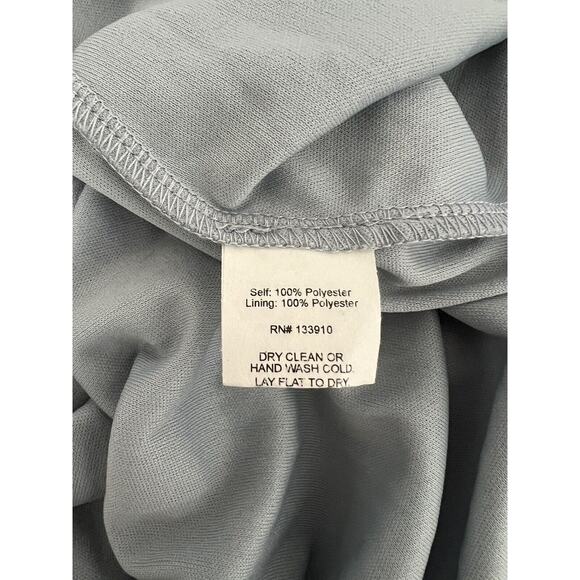 Self: 100% Polyester
Lining: 100% Polyester
RN# 133910
DRY CLEAN OR
HAND WASH COLD.
LAY FLAT TO DRY